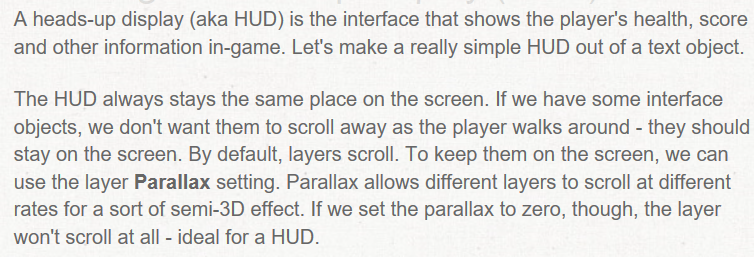 A heads-up display (aka HUD) is the interface that shows the player's health, score
and other information in-game. Let's make a really simple HUD out of a text object.
The HUD always stays the same place on the screen. If we have some interface
objects, we don't want them to scroll away as the player walks around - they should
stay on the screen. By default, layers scroll. To keep them on the screen, we can
use the layer Parallax setting. Parallax allows different layers to scroll at different
rates for a sort of semi-3D effect. If we set the parallax to zero, though, the layer
won't scroll at all - ideal for a HUD.